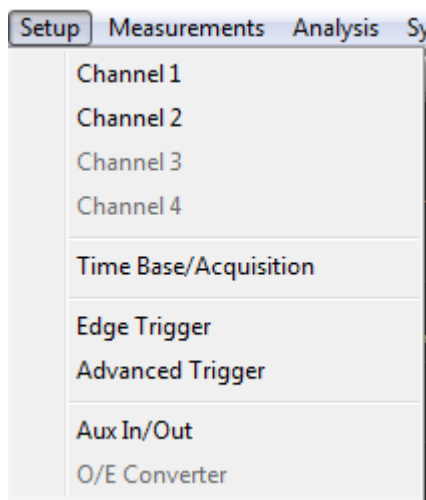 Setup Measurements Analysis Sy
Channel 1
Channel 2
Channel 3
Channel 4
Time Base/Acquisition
Edge Trigger
Advanced Trigger
Aux In/Out
O/E Converter